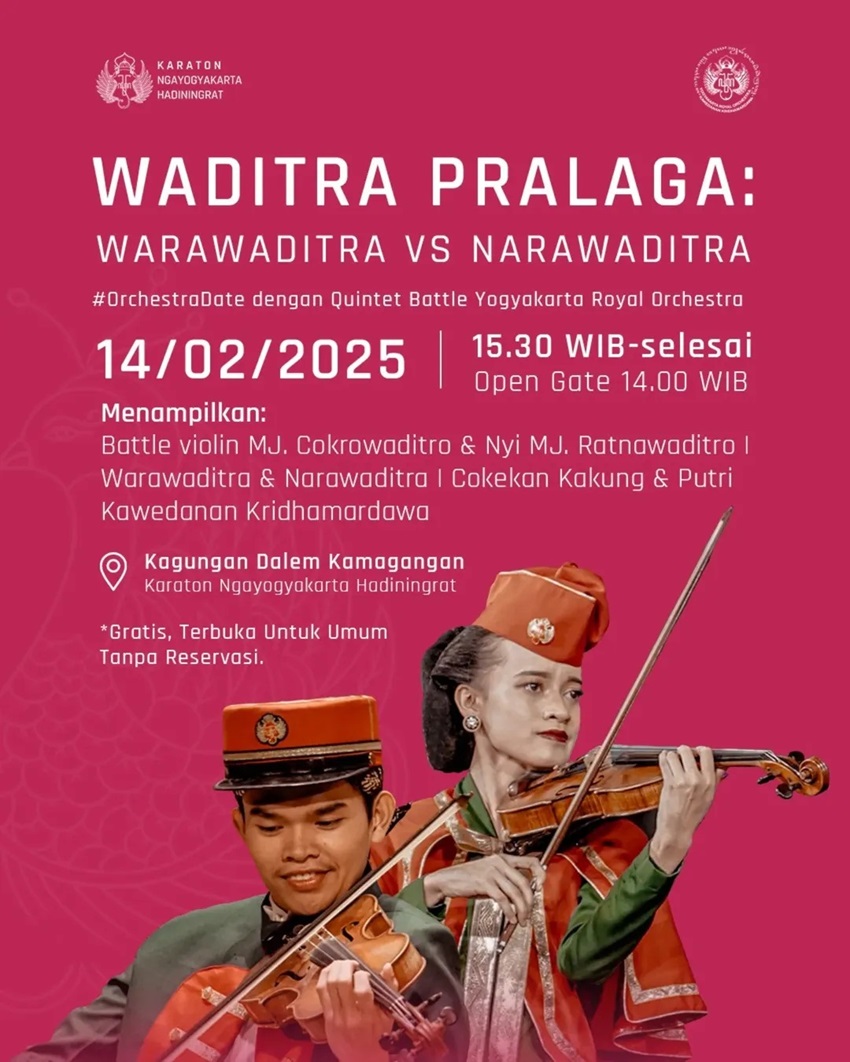 KARATON
NGAYOGYAKARTA
HADININGRAT
WADITRA PRALAGA:
WARAWADITRA VS NARAWADITRA
#OrchestraDate dengan Quintet Battle Yogyakarta Royal Orchestra
14/02/2025
15.30 WIB-selesai
Open Gate 14.00 WIB
Menampilkan:
Battle violin MJ. Cokrowaditro & Nyi MJ. Ratnawaditro |
Warawaditra & Narawaditra | Cokekan Kakung & Putri
Kawedanan Kridhamardawa
Kagungan Dalem Kamagangan
Karaton Ngayogyakarta Hadiningrat
*Gratis, Terbuka Untuk Umum
Tanpa Reservasi.